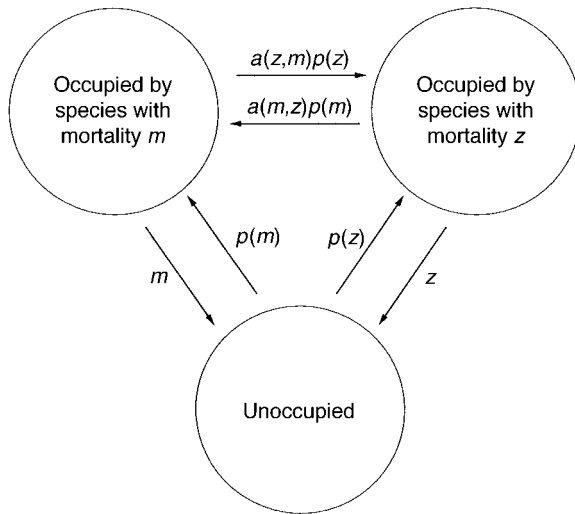 Occupied by
species with
mortality m
a(z,m)p(z)
a(m,z)p(m)
Occupied by
species with
mortality z
p(m)
p(z)
m
z
Unoccupied